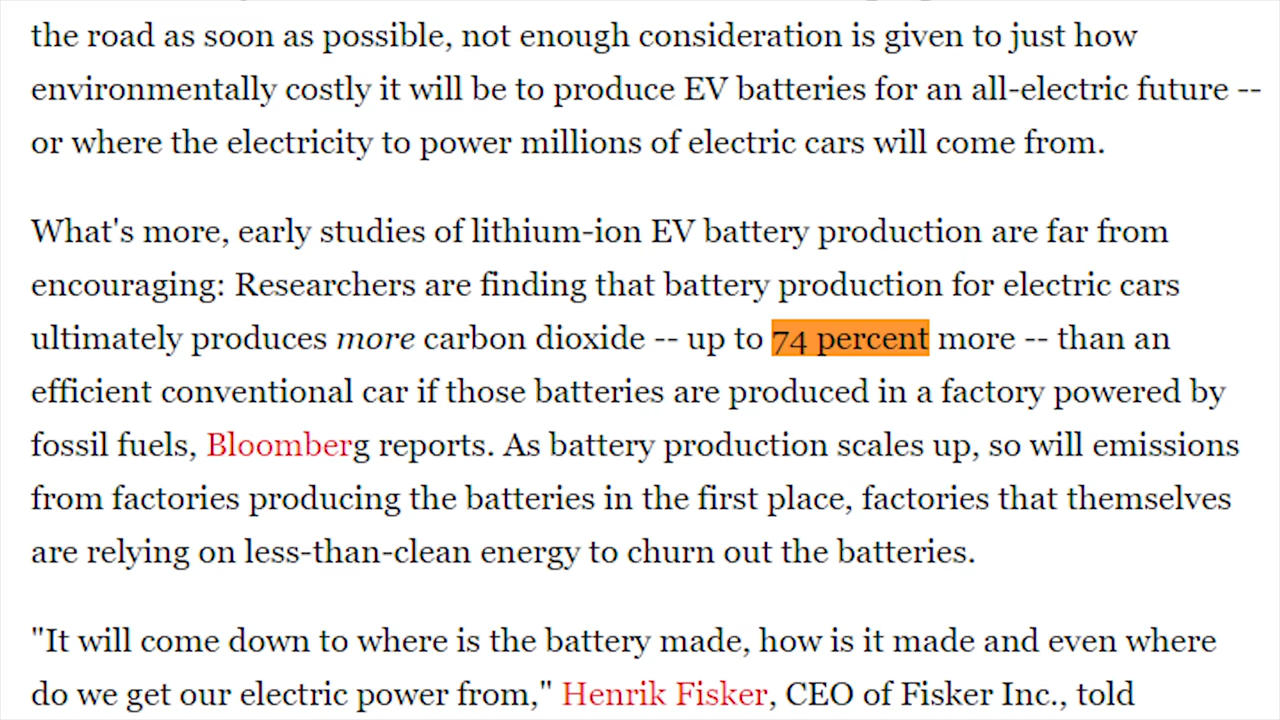 the road as soon as possible, not enough consideration is given to just how
environmentally costly it will be to produce EV batteries for an all-electric future --
or where the electricity to power millions of electric cars will come from.
What's more, early studies of lithium-ion EV battery production are far from
encouraging: Researchers are finding that battery production for electric cars
ultimately produces more carbon dioxide -- up to 74 percent more -- than an
efficient conventional car if those batteries are produced in a factory powered by
fossil fuels, Bloomberg reports. As battery production scales up, so will emissions
from factories producing the batteries in the first place, factories that themselves
are relying on less-than-clean energy to churn out the batteries.
"It will come down to where is the battery made, how is it made and even where
do we get our electric power from," Henrik Fisker, CEO of Fisker Inc., told